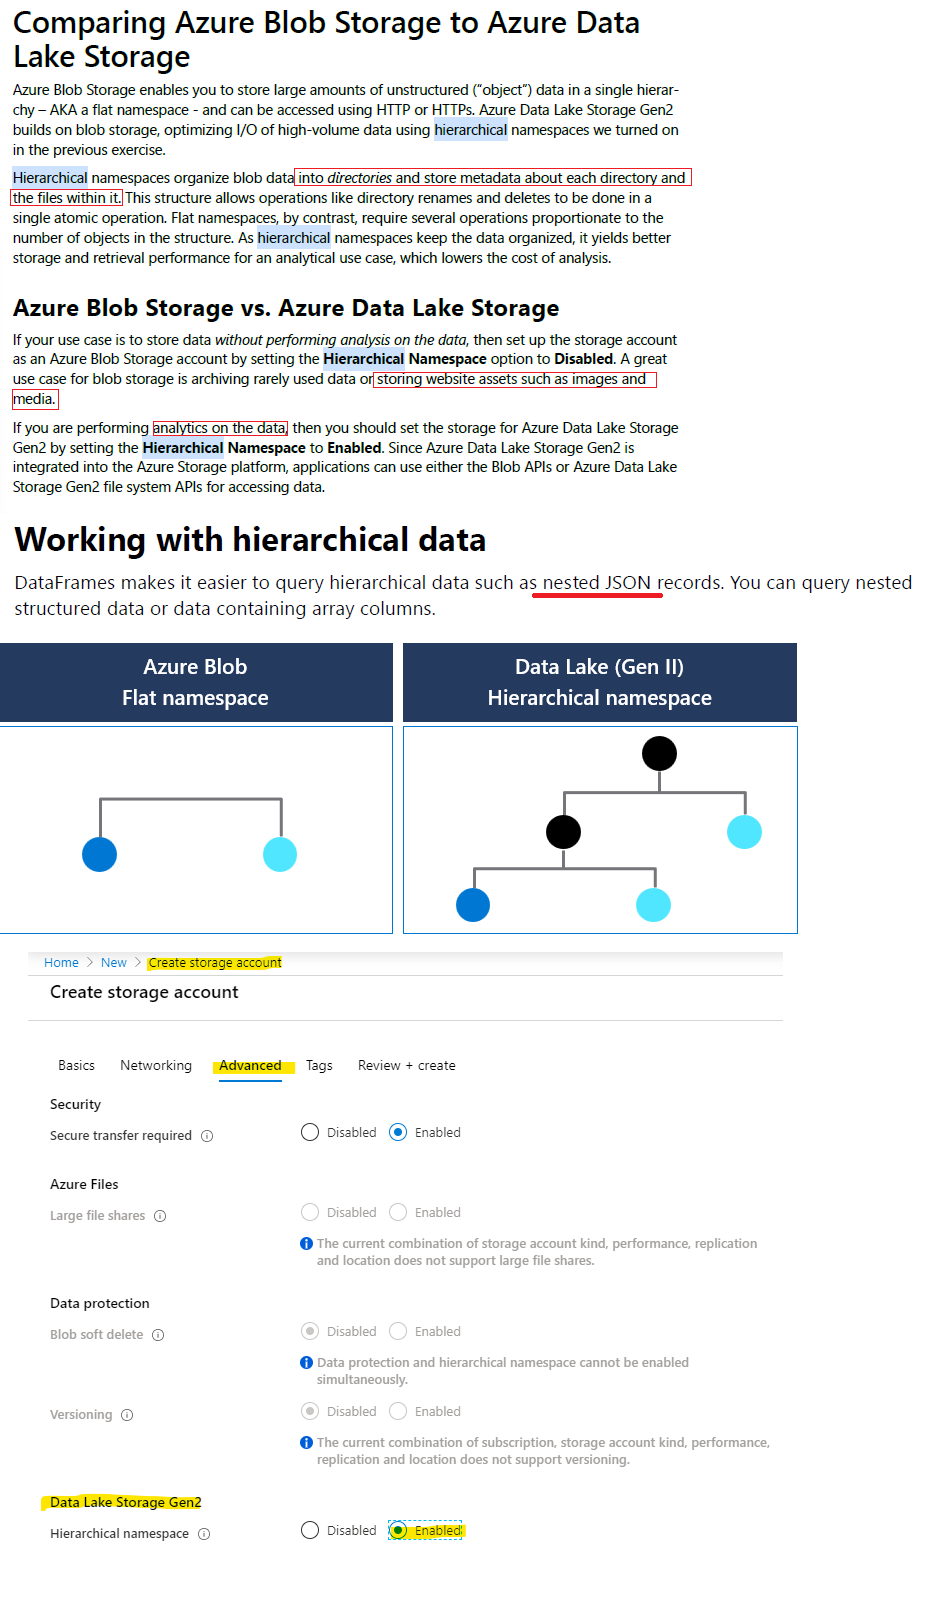 Comparing Azure Blob Storage to Azure Data
Lake Storage
Azure Blob Storage enables you to store large amounts of unstructured (“object”) data in a single hierar-
chy – AKA a flat namespace - and can be accessed using HTTP or HTTPs. Azure Data Lake Storage Gen2
builds on blob storage, optimizing I/O of high-volume data using hierarchical namespaces we turned on
in the previous exercise.
Hierarchical namespaces organize blob data into directories and store metadata about each directory and
the files within it. This structure allows operations like directory renames and deletes to be done in a
single atomic operation. Flat namespaces, by contrast, require several operations proportionate to the
number of objects in the structure. As hierarchical namespaces keep the data organized, it yields better
storage and retrieval performance for an analytical use case, which lowers the cost of analysis.
Azure Blob Storage vs. Azure Data Lake Storage
If your use case is to store data without performing analysis on the data, then set up the storage account
as an Azure Blob Storage account by setting the Hierarchical Namespace option to Disabled. A great
use case for blob storage is archiving rarely used data or storing website assets such as images and
media.
If you are performing analytics on the data, then you should set the storage for Azure Data Lake Storage
Gen2 by setting the Hierarchical Namespace to Enabled. Since Azure Data Lake Storage Gen2 is
integrated into the Azure Storage platform, applications can use either the Blob APIs or Azure Data Lake
Storage Gen2 file system APIs for accessing data.
Working with hierarchical data
DataFrames makes it easier to query hierarchical data such as nested JSON records. You can query nested
structured data or data containing array columns.
Azure Blob
Flat namespace
Data Lake (Gen II)
Hierarchical namespace
Home > New > Create storage account
Create storage account
Basics Networking Advanced Tags Review + create
Security
Secure transfer required Disabled Enabled
Azure Files
Large file shares Disabled Enabled
The current combination of storage account kind, performance, replication
and location does not support large file shares.
Data protection
Blob soft delete Disabled Enabled
Data protection and hierarchical namespace cannot be enabled
simultaneously.
Versioning Disabled Enabled
The current combination of subscription, storage account kind, performance,
replication and location does not support versioning.
Data Lake Storage Gen2
Hierarchical namespace Disabled Enabled